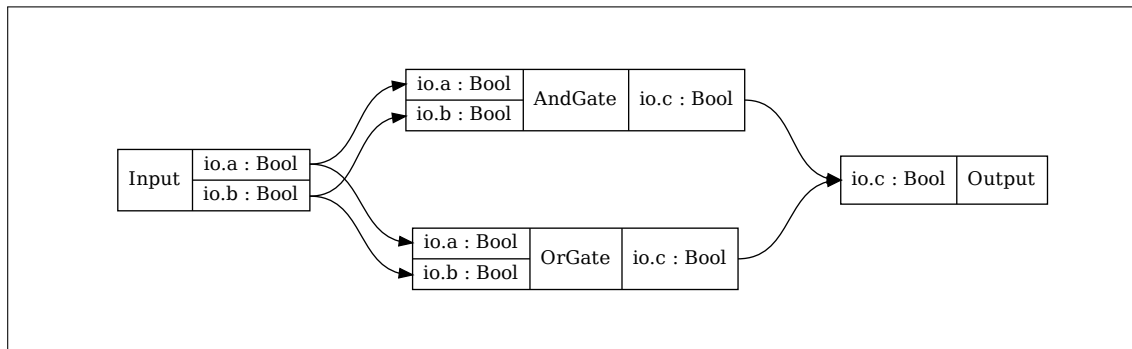 Input
io.a : Bool
io.b : Bool
io.a : Bool
io.b : Bool
AndGate
io.c : Bool
io.a : Bool
io.b : Bool
OrGate
io.c : Bool
io.c : Bool
Output